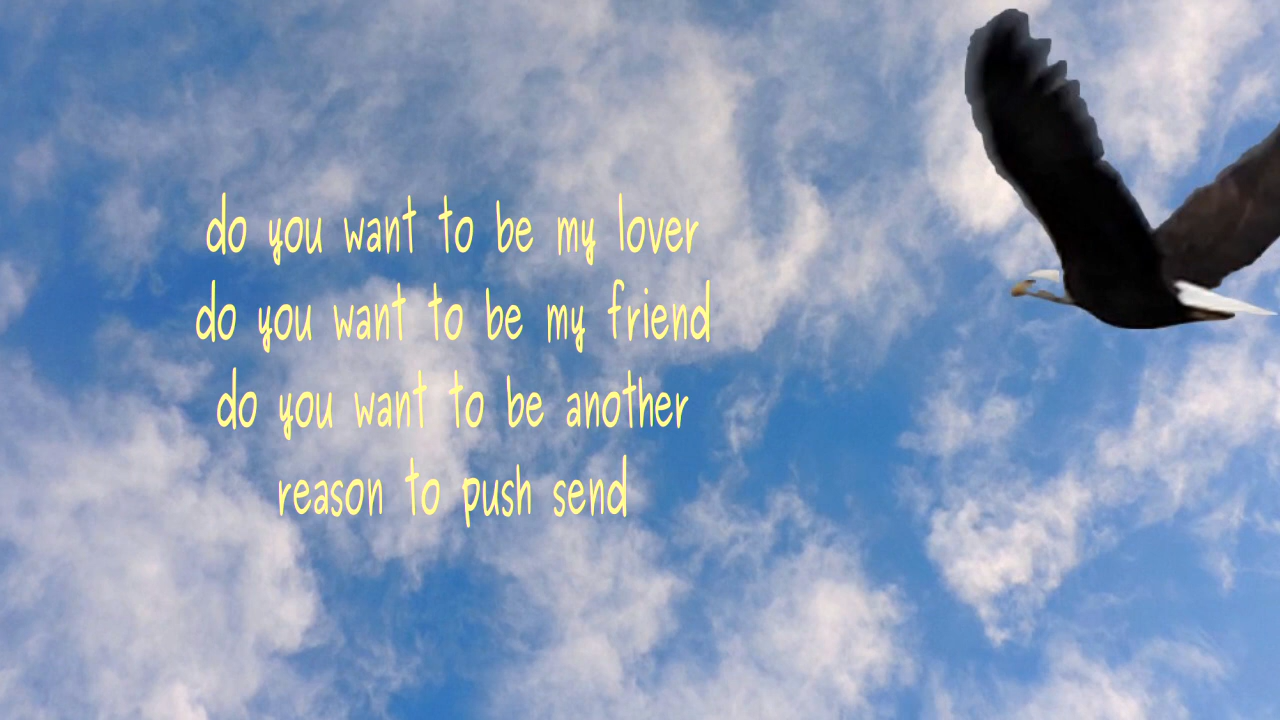 do you want to be my lover
do you want to be my friend
do you want to be another
reason to push send